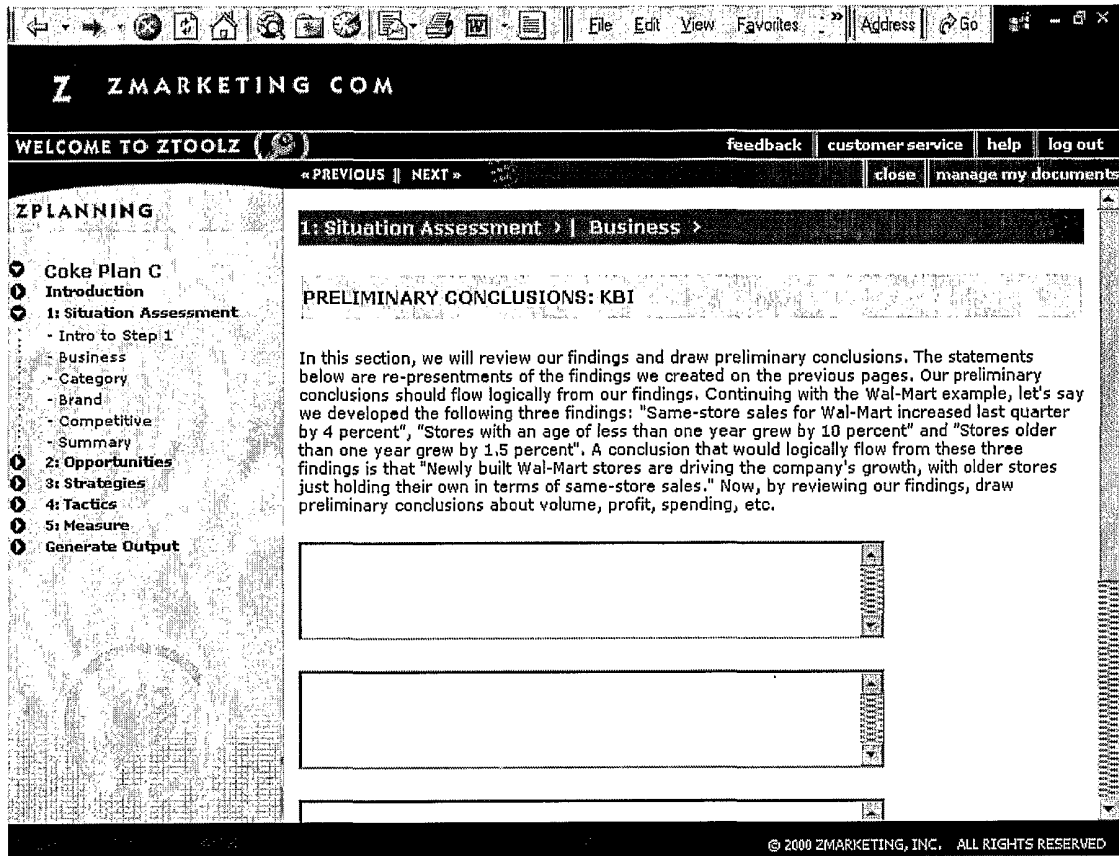 File Edit View Favorites » Address Go
Z ZMARKETING COM
WELCOME TO ZTOOLZ
feedback customer service help log out
«PREVIOUS || NEXT»
close manage my documents
ZPLANNING
Coke Plan C
Introduction
1: Situation Assessment
- Intro to Step 1
- Business
- Category
- Brand
- Competitive
- Summary
2: Opportunities
3: Strategies
4: Tactics
5: Measure
Generate Output
1: Situation Assessment > | Business >
PRELIMINARY CONCLUSIONS: KBI
In this section, we will review our findings and draw preliminary conclusions. The statements
below are re-presentments of the findings we created on the previous pages. Our preliminary
conclusions should flow logically from our findings. Continuing with the Wal-Mart example, let's say
we developed the following three findings: "Same-store sales for Wal-Mart increased last quarter
by 4 percent", "Stores with an age of less than one year grew by 10 percent" and "Stores older
than one year grew by 1.5 percent". A conclusion that would logically flow from these three
findings is that "Newly built Wal-Mart stores are driving the company's growth, with older stores
just holding their own in terms of same-store sales." Now, by reviewing our findings, draw
preliminary conclusions about volume, profit, spending, etc.
© 2000 ZMARKETING, INC. ALL RIGHTS RESERVED